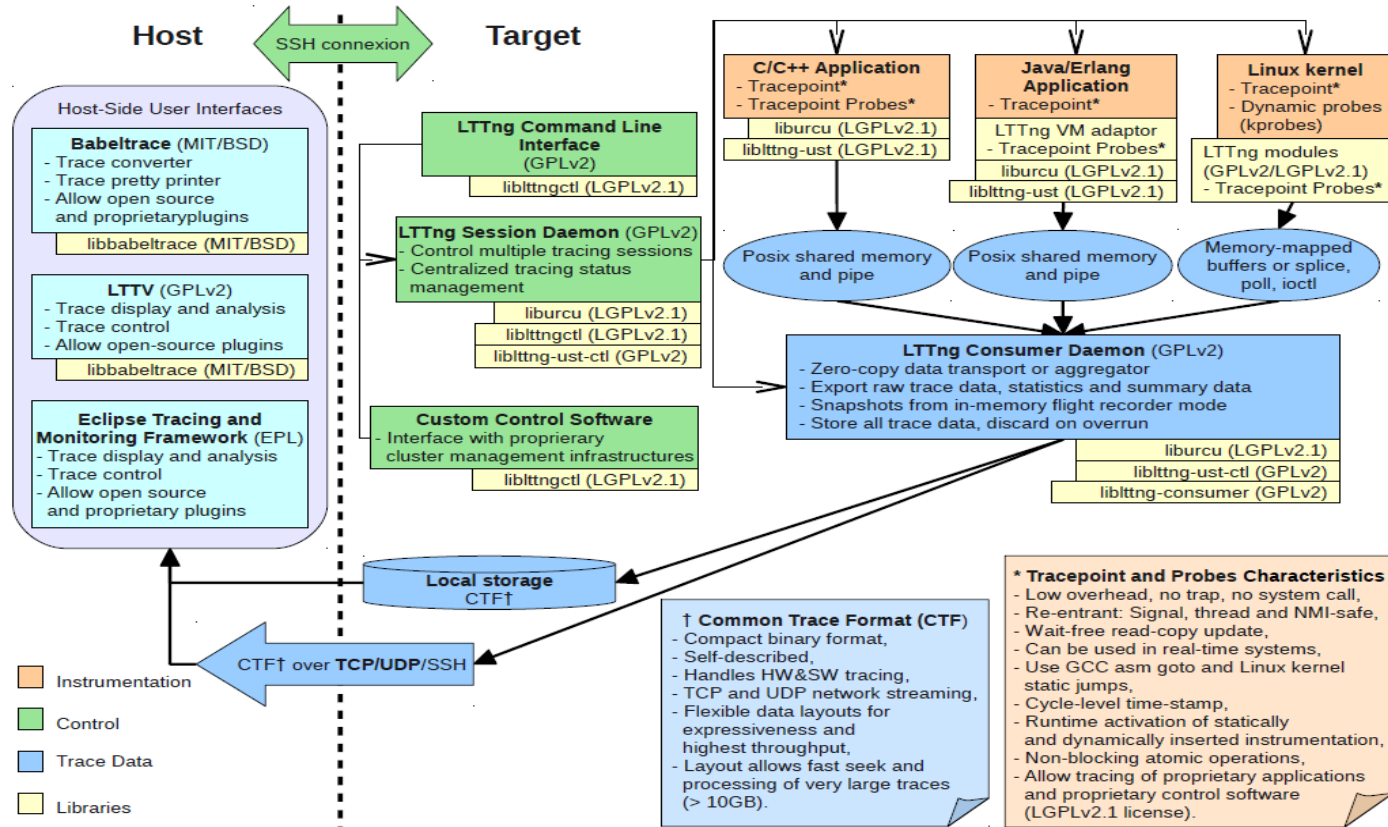 Host
SSH connexion
Target
Host-Side User Interfaces
Babeltrace (MIT/BSD)
- Trace converter
- Trace pretty printer
- Allow open source
and proprietaryplugins
libbabeltrace (MIT/BSD)
LTTV (GPLv2)
- Trace display and analysis
- Trace control
- Allow open-source plugins
libbabeltrace (MIT/BSD)
Eclipse Tracing and
Monitoring Framework (EPL)
- Trace display and analysis
- Trace control
- Allow open source
and proprietary plugins
LTTng Command Line
Interface
(GPLv2)
liblttngctl (LGPLv2.1)
LTTng Session Daemon (GPLv2)
- Control multiple tracing sessions
- Centralized tracing status
management
liburcu (LGPLv2.1)
liblttngctl (LGPLv2.1)
liblttng-ust-ctl (GPLv2)
Custom Control Software
- Interface with proprierary
cluster management infrastructures
liblttngctl (LGPLv2.1)
C/C++ Application
- Tracepoint*
- Tracepoint Probes*
liburcu (LGPLv2.1)
liblttng-ust (LGPLv2.1)
Java/Erlang
Application
- Tracepoint*
LTTng VM adaptor
- Tracepoint Probes*
liburcu (LGPLv2.1)
liblttng-ust (LGPLv2.1)
Linux kernel
- Tracepoint*
- Dynamic probes
(kprobes)
LTTng modules
(GPLv2/LGPLv2.1)
- Tracepoint Probes*
Posix shared memory
and pipe
Posix shared memory
and pipe
Memory-mapped
buffers or splice,
poll, ioctl
LTTng Consumer Daemon (GPLv2)
- Zero-copy data transport or aggregator
- Export raw trace data, statistics and summary data
- Snapshots from in-memory flight recorder mode
- Store all trace data, discard on overrun
liburcu (LGPLv2.1)
liblttng-ust-ctl (GPLv2)
liblttng-consumer (GPLv2)
Local storage
CTF†
CTF† over TCP/UDP/SSH
Instrumentation
Control
Trace Data
Libraries
† Common Trace Format (CTF)
- Compact binary format,
- Self-described,
- Handles HW&SW tracing,
- TCP and UDP network streaming,
- Flexible data layouts for
expressiveness and
highest throughput,
- Layout allows fast seek and
processing of very large traces
(> 10GB).
* Tracepoint and Probes Characteristics
- Low overhead, no trap, no system call,
- Re-entrant: Signal, thread and NMI-safe,
- Wait-free read-copy update,
- Can be used in real-time systems,
- Use GCC asm goto and Linux kernel
static jumps,
- Cycle-level time-stamp,
- Runtime activation of statically
and dynamically inserted instrumentation,
- Non-blocking atomic operations,
- Allow tracing of proprietary applications
and proprietary control software
(LGPLv2.1 license).